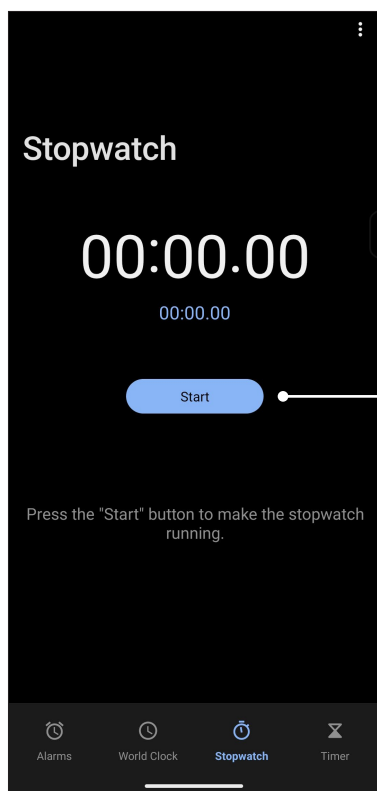 Stopwatch
00:00.00
00:00.00
Start
Press the "Start" button to make the stopwatch
running.
Alarms World Clock Stopwatch Timer